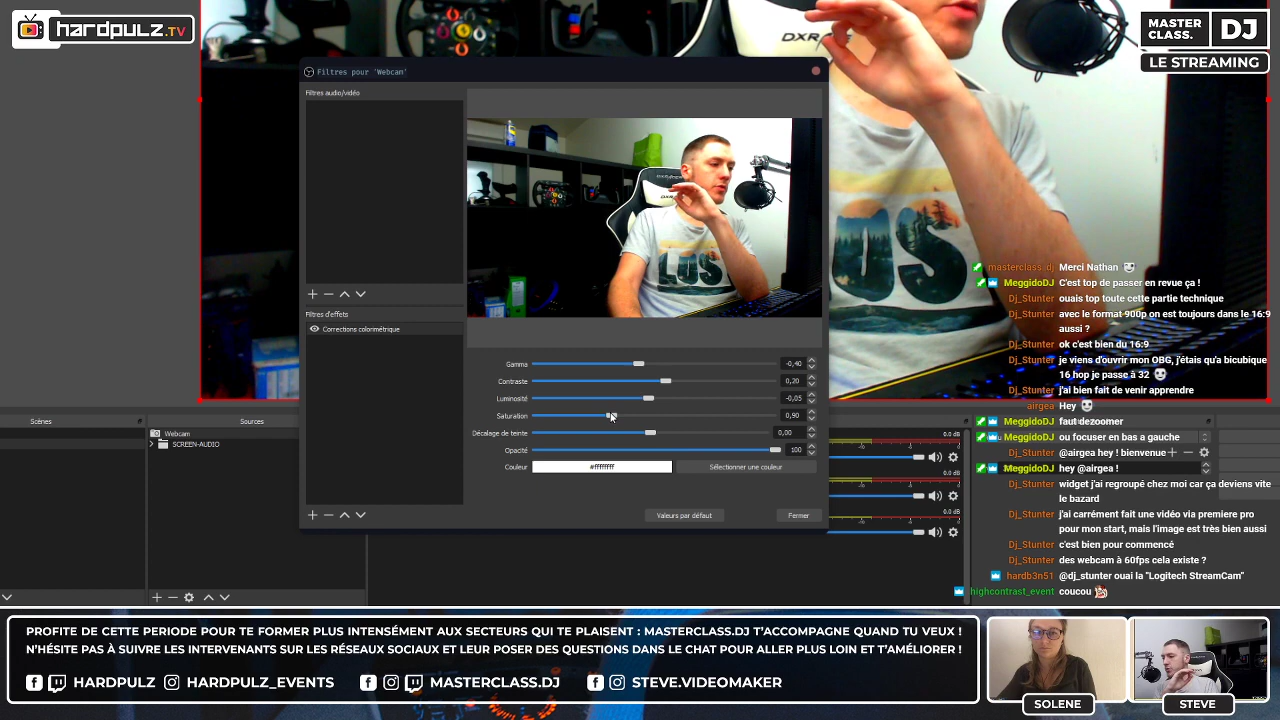 hardpulz.TV
MASTER
CLASS.
DJ
LE STREAMING
Filtres pour 'Webcam'
Filtres audio/vidéo
Filtres d'effets
Corrections colorimétrique
Gamma
-0,40
Contraste
0,20
Luminosité
-0,05
Saturation
0,90
Décalage de teinte
0,00
Opacité
100
Couleur
#ffffffff
Sélectionner une couleur
Valeurs par défaut
Fermer
Scènes
Sources
Webcam
SCREEN-AUDIO
0.0 dB
0.0 dB
0.0 dB
masterclass_dj Merci Nathan
MeggidoDJ C'est top de passer en revue ça !
Dj_Stunter ouais top toute cette partie technique
Dj_Stunter avec le format 900p on est toujours dans le 16:9
aussi ?
Dj_Stunter ok c'est bien du 16:9
Dj_Stunter je viens d'ouvrir mon OBG, j'étais qu'a bicubique
16 hop je passe à 32
Dj_Stunter j'ai bien fait de venir apprendre
airgea Hey
MeggidoDJ faut dezoomer
MeggidoDJ ou focuser en bas a gauche
Dj_Stunter @airgea hey ! bienvenue
MeggidoDJ hey @airgea !
Dj_Stunter widget j'ai regroupé chez moi car ça deviens vite
le bazard
Dj_Stunter j'ai carrément fait une vidéo via premiere pro
pour mon start, mais l'image est très bien aussi
Dj_Stunter c'est bien pour commencé
Dj_Stunter des webcam à 60fps cela existe ?
hardb3n51 @dj_stunter ouai la "Logitech StreamCam"
highcontrast_event coucou
PROFITE DE CETTE PERIODE POUR TE FORMER PLUS INTENSÉMENT AUX SECTEURS QUI TE PLAISENT : MASTERCLASS.DJ T'ACCOMPAGNE QUAND TU VEUX !
N'HÉSITE PAS À SUIVRE LES INTERVENANTS SUR LES RÉSEAUX SOCIAUX ET LEUR POSER DES QUESTIONS DANS LE CHAT POUR ALLER PLUS LOIN ET T'AMÉLIORER !
HARDPULZ
HARDPULZ_EVENTS
MASTERCLASS.DJ
STEVE.VIDEOMAKER
SOLENE
STEVE